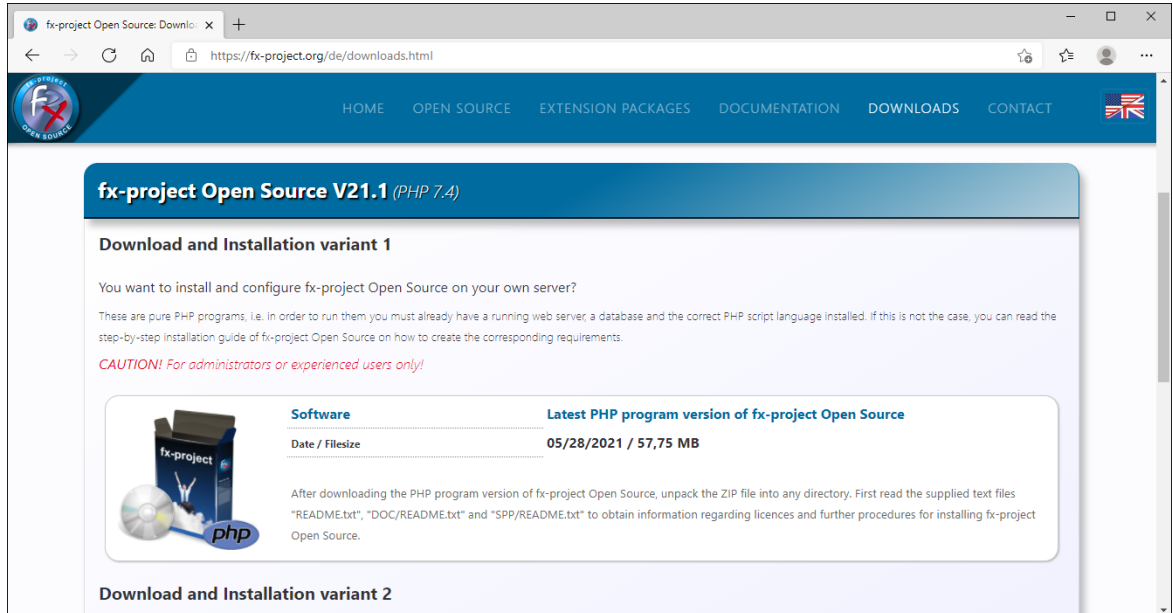 fx-project Open Source: Downlo
https://fx-project.org/de/downloads.html
fx-project
OPEN SOURCE
HOME OPEN SOURCE EXTENSION PACKAGES DOCUMENTATION DOWNLOADS CONTACT
fx-project Open Source V21.1 (PHP 7.4)
Download and Installation variant 1
You want to install and configure fx-project Open Source on your own server?
These are pure PHP programs, i.e. in order to run them you must already have a running web server, a database and the correct PHP script language installed. If this is not the case, you can read the
step-by-step installation guide of fx-project Open Source on how to create the corresponding requirements.
CAUTION! For administrators or experienced users only!
fx-project
php
Software Latest PHP program version of fx-project Open Source
Date / Filesize 05/28/2021 / 57,75 MB
After downloading the PHP program version of fx-project Open Source, unpack the ZIP file into any directory. First read the supplied text files
"README.txt", "DOC/README.txt" and "SPP/README.txt" to obtain information regarding licences and further procedures for installing fx-project
Open Source.
Download and Installation variant 2